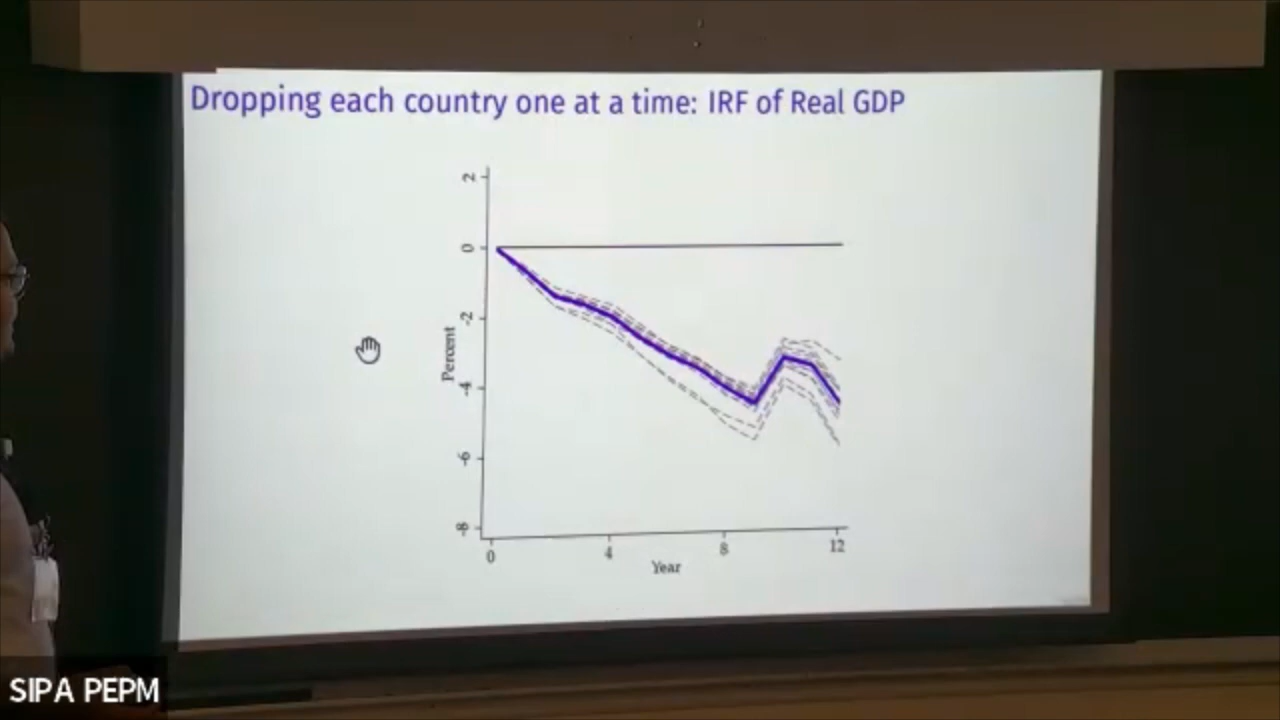 Dropping each country one at a time: IRF of Real GDP
2
0
-2
-4
-6
-8
Percent
0
4
8
12
Year
SIPA PEPM